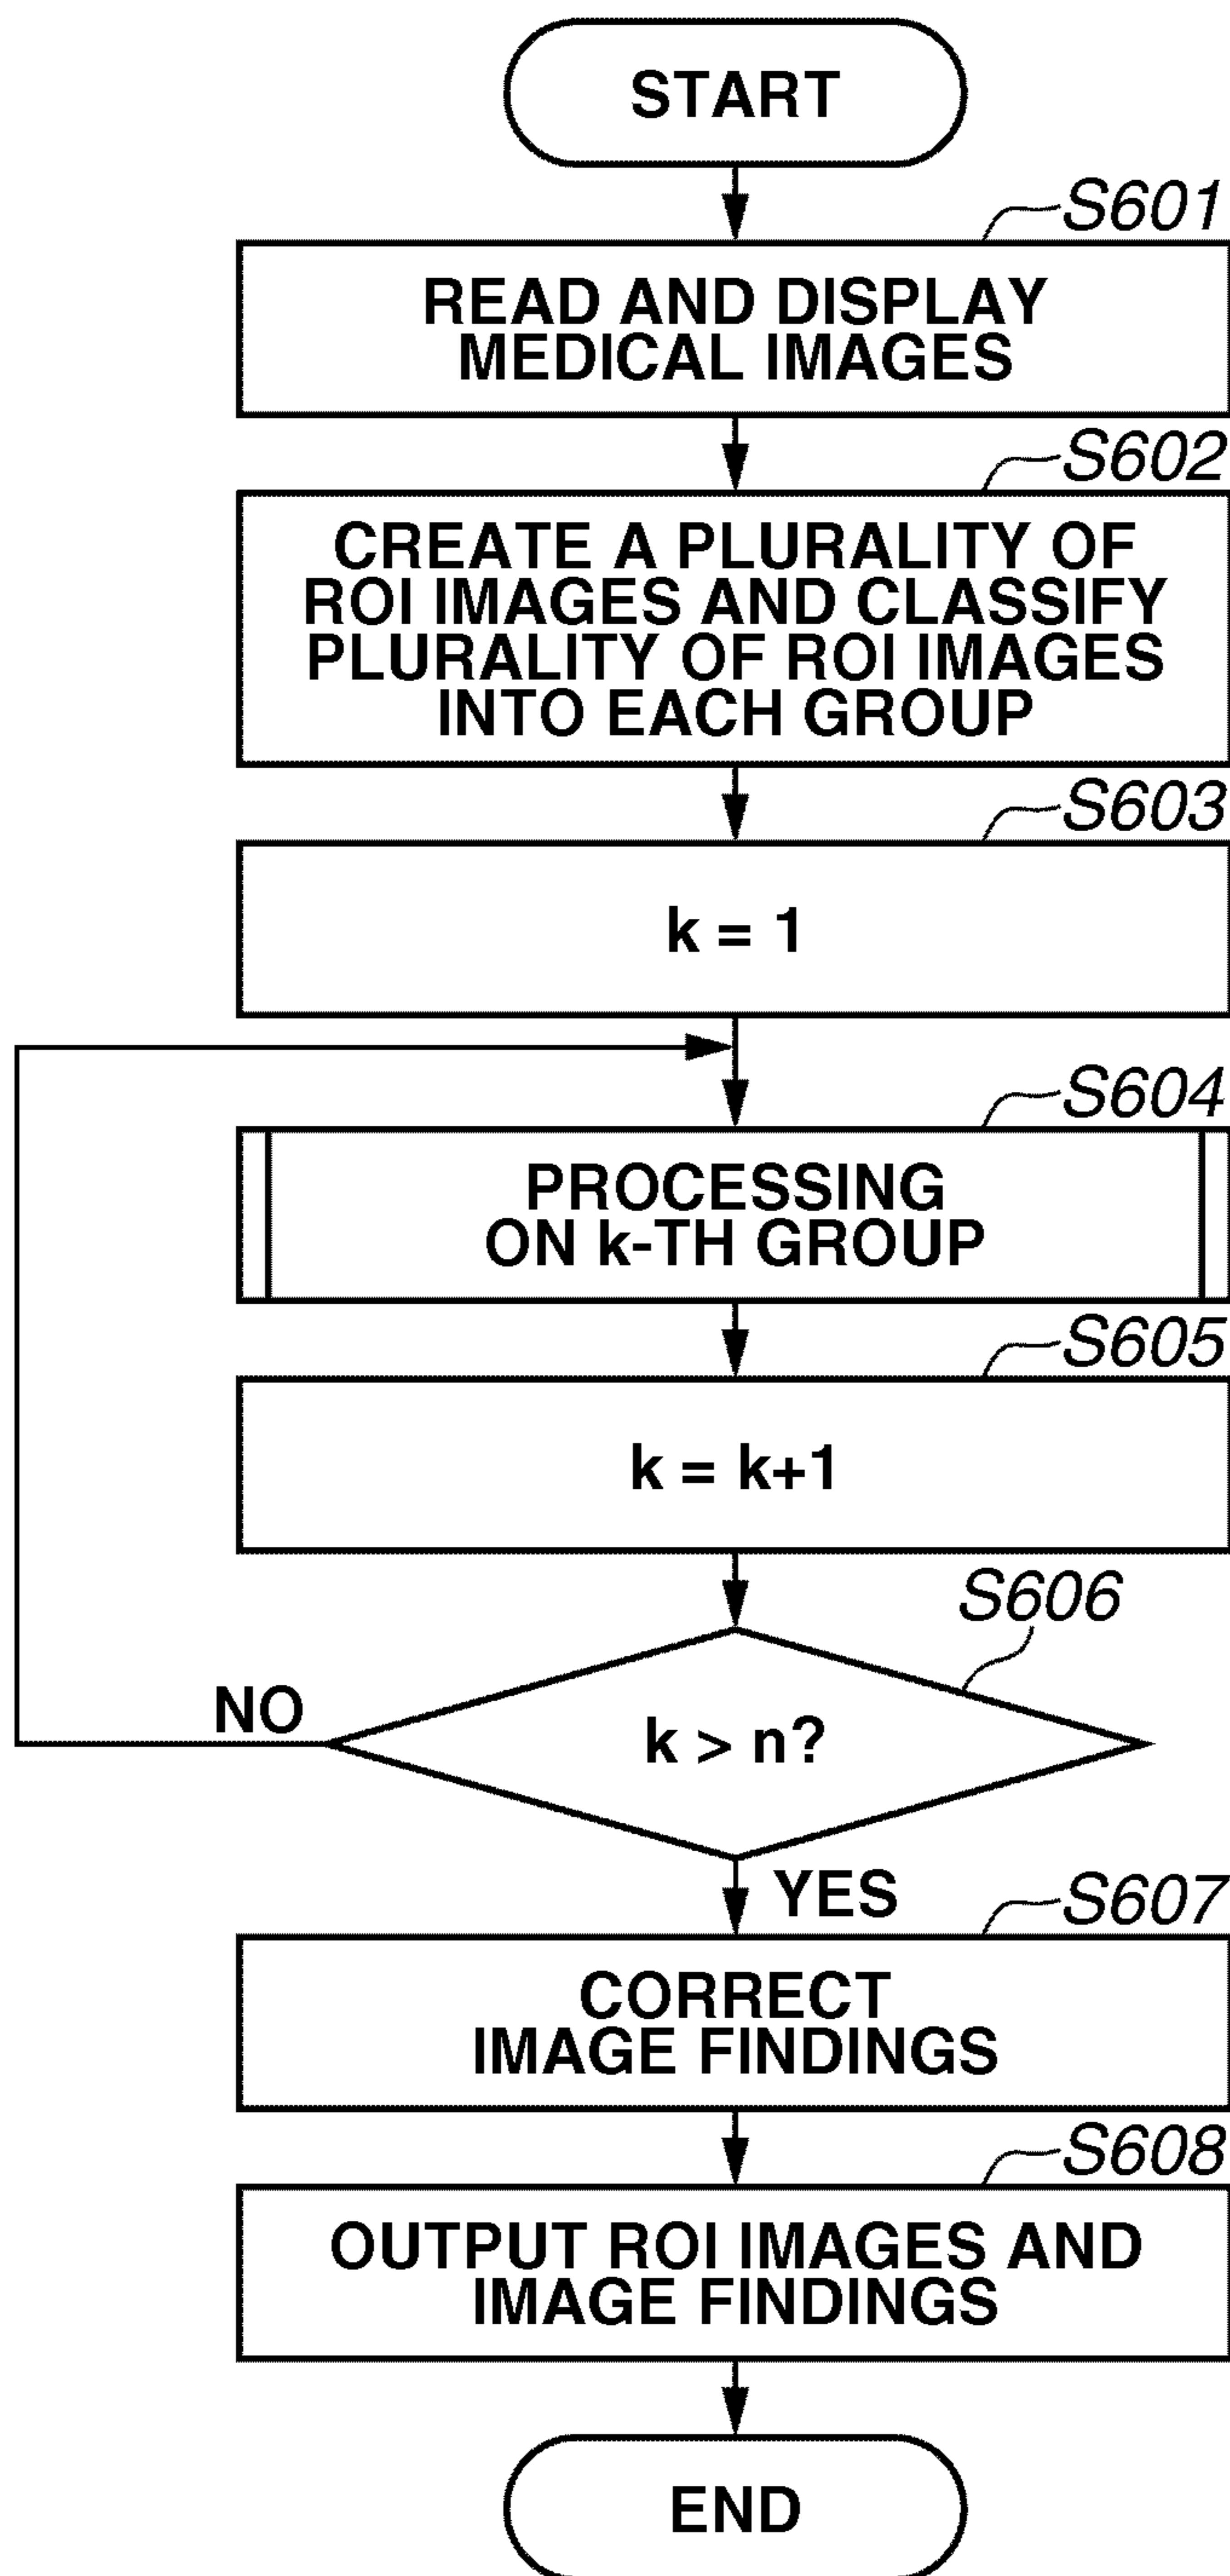 START
S601
READ AND DISPLAY
MEDICAL IMAGES
S602
CREATE A PLURALITY OF
ROI IMAGES AND CLASSIFY
PLURALITY OF ROI IMAGES
INTO EACH GROUP
S603
k = 1
S604
PROCESSING
ON k-TH GROUP
S605
k = k+1
S606
NO
k > n?
YES
S607
CORRECT
IMAGE FINDINGS
S608
OUTPUT ROI IMAGES AND
IMAGE FINDINGS
END